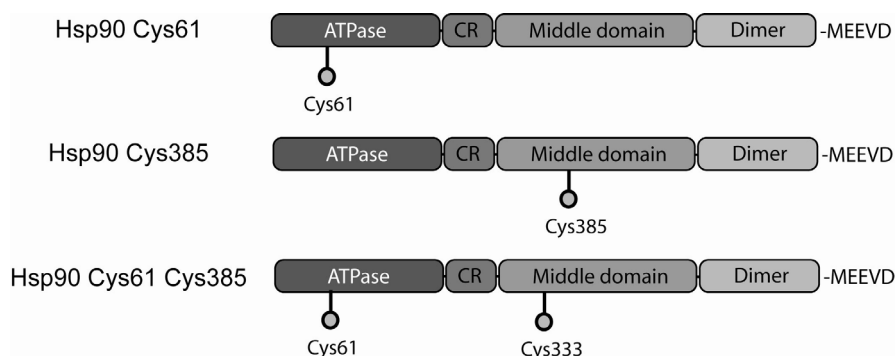 Hsp90 Cys61 ATPase CR Middle domain Dimer -MEEVD
Cys61
Hsp90 Cys385 ATPase CR Middle domain Dimer -MEEVD
Cys385
Hsp90 Cys61 Cys385 ATPase CR Middle domain Dimer -MEEVD
Cys61 Cys333